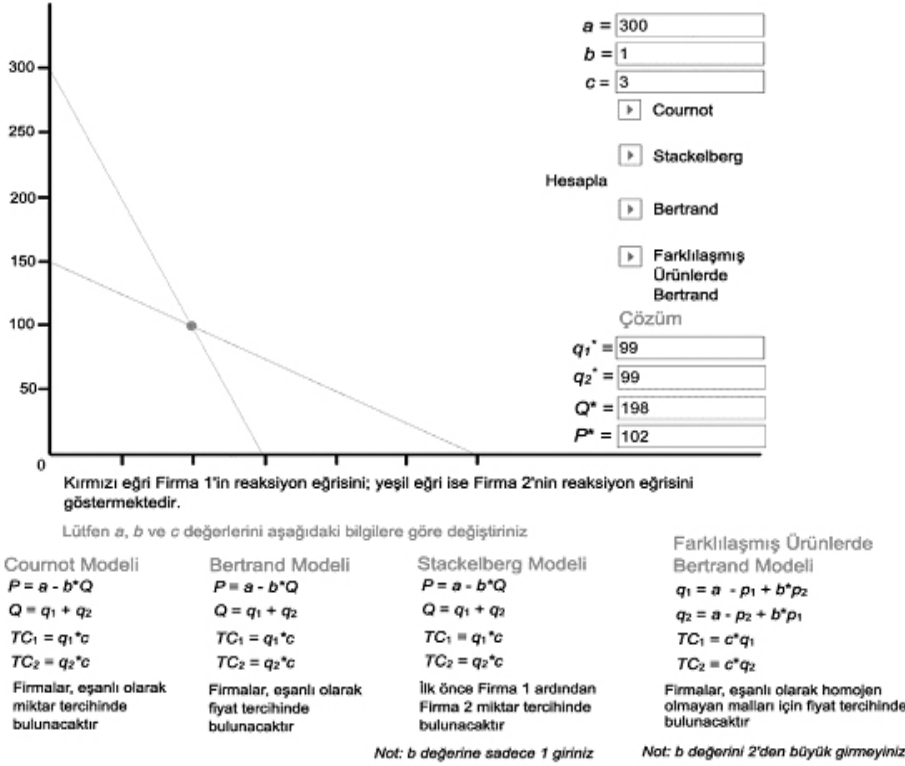 a = 300
b = 1
c = 3
Cournot
Stackelberg
Hesapla
Bertrand
Farklılaşmış
Ürünlerde
Bertrand
Çözüm
q₁* = 99
q₂* = 99
Q* = 198
P* = 102
300
250
200
150
100
50
0
Kırmızı eğri Firma 1'in reaksiyon eğrisini; yeşil eğri ise Firma 2'nin reaksiyon eğrisini
göstermektedir.
Lütfen a, b ve c değerlerini aşağıdaki bilgilere göre değiştiriniz
Cournot Modeli
P = a - b*Q
Q = q₁ + q₂
TC₁ = q₁*c
TC₂ = q₂*c
Firmalar, eşanlı olarak
miktar tercihinde
bulunacaktır
Bertrand Modeli
P = a - b*Q
Q = q₁ + q₂
TC₁ = q₁*c
TC₂ = q₂*c
Firmalar, eşanlı olarak
fiyat tercihinde
bulunacaktır
Stackelberg Modeli
P = a - b*Q
Q = q₁ + q₂
TC₁ = q₁*c
TC₂ = q₂*c
İlk önce Firma 1 ardından
Firma 2 miktar tercihinde
bulunacaktır
Not: b değerine sadece 1 giriniz
Farklılaşmış Ürünlerde
Bertrand Modeli
q₁ = a - p₁ + b*p₂
q₂ = a - p₂ + b*p₁
TC₁ = c*q₁
TC₂ = c*q₂
Firmalar, eşanlı olarak homojen
olmayan malları için fiyat tercihinde
bulunacaktır
Not: b değerini 2'den büyük girmeyiniz